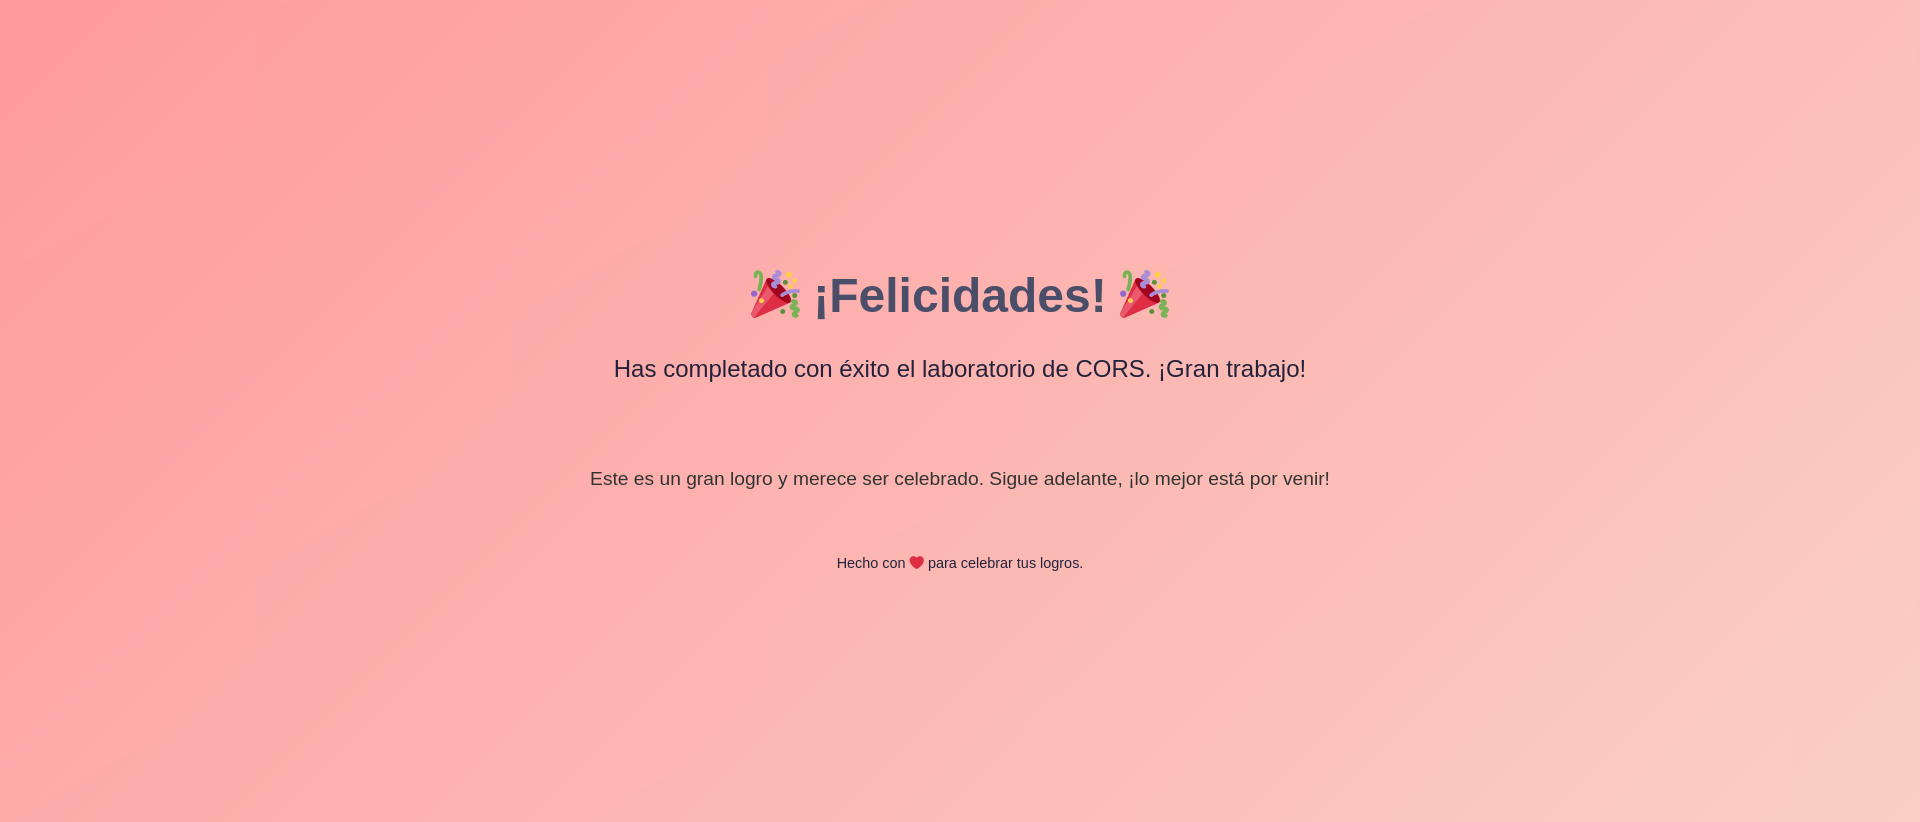 🎉 ¡Felicidades! 🎉
Has completado con éxito el laboratorio de CORS. ¡Gran trabajo!
Este es un gran logro y merece ser celebrado. Sigue adelante, ¡lo mejor está por venir!
Hecho con ❤️ para celebrar tus logros.